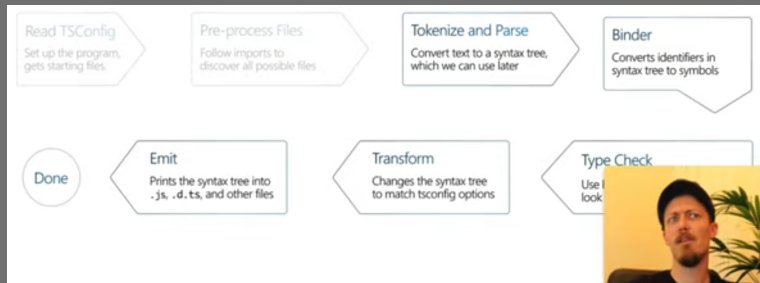 Read TSConfig
Set up the program,
gets starting files.
Pre-process Files
Follow imports to
discover all possible files
Tokenize and Parse
Convert text to a syntax tree,
which we can use later
Binder
Converts identifiers in
syntax tree to symbols
Type Check
Use
look
Transform
Changes the syntax tree
to match tsconfig options
Emit
Prints the syntax tree into
.js, .d.ts, and other files
Done